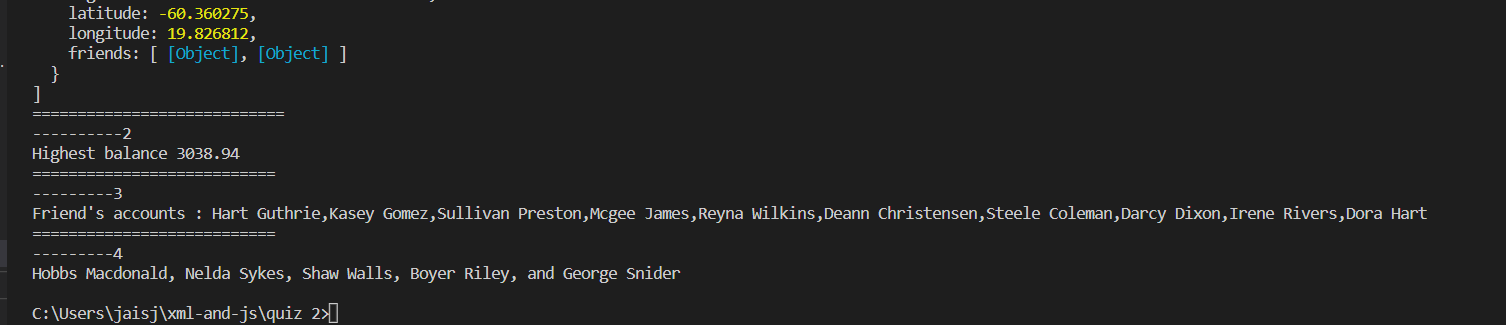 latitude: -60.360275,
longitude: 19.826812,
friends: [ [Object], [Object] ]
}
]
============================
----------2
Highest balance 3038.94
===========================
---------3
Friend's accounts : Hart Guthrie,Kasey Gomez,Sullivan Preston,Mcgee James,Reyna Wilkins,Deann Christensen,Steele Coleman,Darcy Dixon,Irene Rivers,Dora Hart
===========================
---------4
Hobbs Macdonald, Nelda Sykes, Shaw Walls, Boyer Riley, and George Snider
C:\Users\jaisj\xml-and-js\quiz 2>